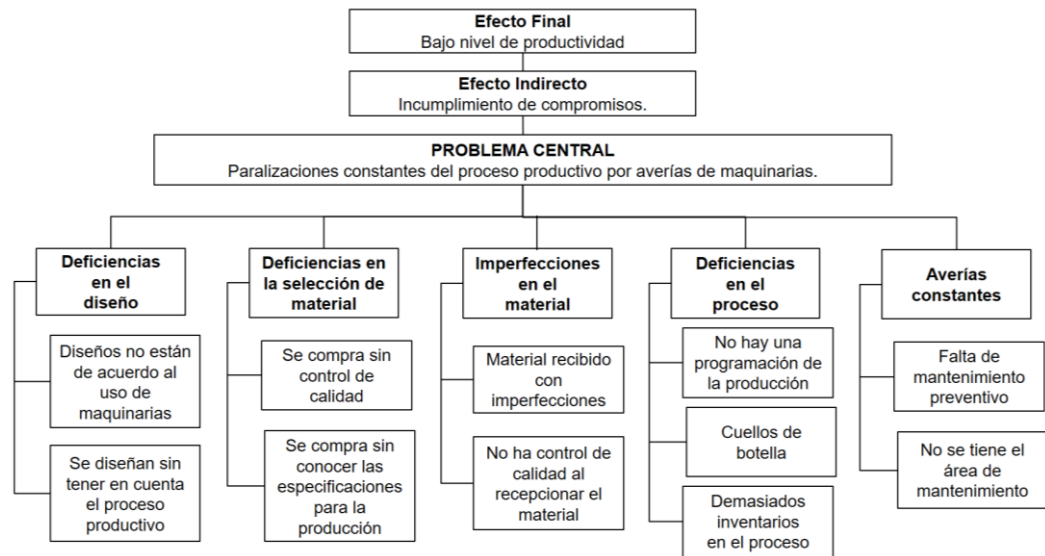 Efecto Final
Bajo nivel de productividad
Efecto Indirecto
Incumplimiento de compromisos.
PROBLEMA CENTRAL
Paralizaciones constantes del proceso productivo por averías de maquinarias.
Deficiencias
en el
diseño
Diseños no están
de acuerdo al
uso de
maquinarias
Se diseñan sin
tener en cuenta
el proceso
productivo
Deficiencias en
la selección de
material
Se compra sin
control de
calidad
Se compra sin
conocer las
especificaciones
para la
producción
Imperfecciones
en el
material
Material recibido
con
imperfecciones
No ha control de
calidad al
recepcionar el
material
Deficiencias
en el
proceso
No hay una
programación de
la producción
Cuellos de
botella
Demasiados
inventarios
en el proceso
Averías
constantes
Falta de
mantenimiento
preventivo
No se tiene el
área de
mantenimiento